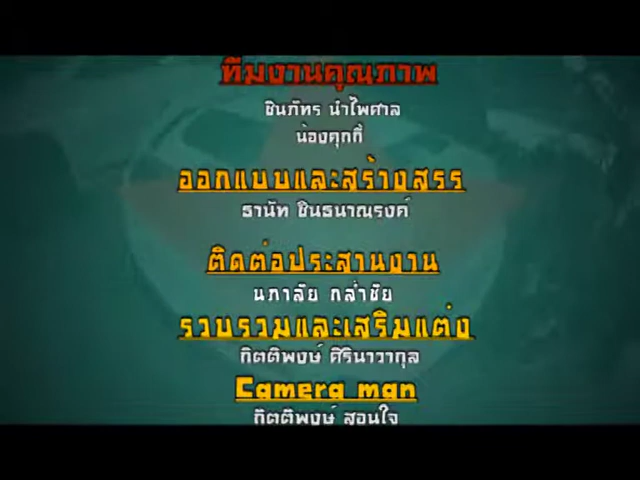 ทีมงานคุณภาพ
ชินภัทร นำไพศาล
น้องคุกกี้
ออกแบบและสร้างสรร
ธานัท ชินธนาณรงค์
ติดต่อประสานงาน
นภาลัย กล่ำชัย
รวบรวมและเสริมแต่ง
กิตติพงษ์ ศิรินาวากุล
Camera man
กิตติพงษ์ สอนใจ